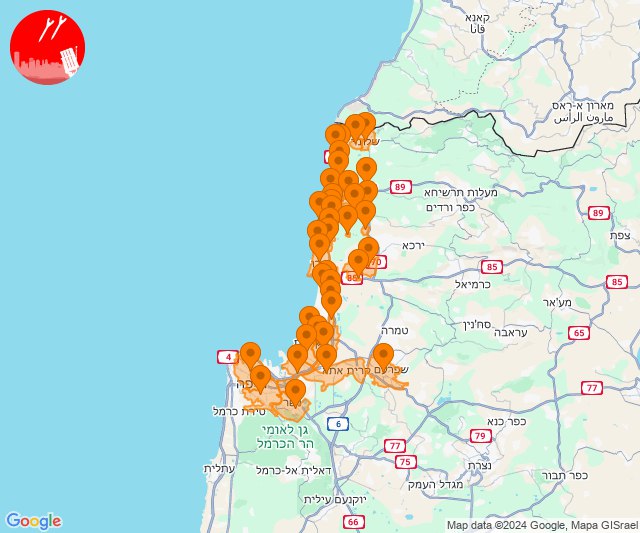 קאנא
قانا
מארון א-ראס
مارون الرأس
שלומי
89
מעלות תרשיחא
כפר ורדים
89
צפת
ירכא
70
85
85
85
כרמיאל
מע'אר
סח'נין
טמרה
עראבה
65
4
שפרעם
קרית אתא
77
נשר
טירת כרמל
6
כפר כנא
79
גן לאומי
הר הכרמל
77
נצרת
עתלית
דאלית אל-כרמל
75
מגדל העמק
כפר תבור
יוקנעם עילית
66
Google
Map data ©2024 Google, Mapa GISrael